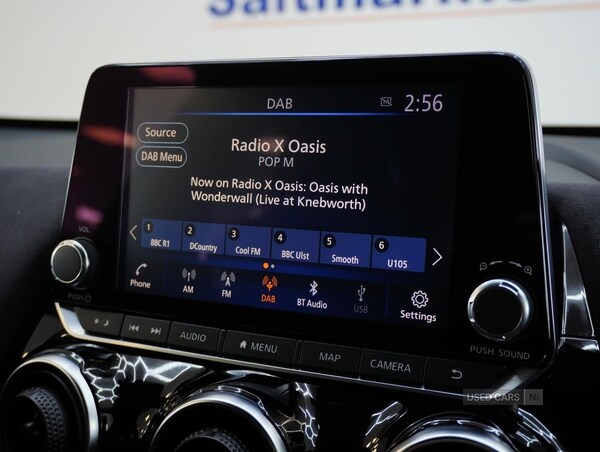 Saltmarine
DAB
2:56
Source
Radio X Oasis
DAB Menu
POP M
Now on Radio X Oasis: Oasis with
Wonderwall (Live at Knebworth)
1 BBC R1
2 DCountry
3 Cool FM
4 BBC Ulst
5 Smooth
6 U105
Phone
AM
FM
DAB
BT Audio
USB
Settings
VOL
PUSH
AUDIO
MENU
MAP
CAMERA
PUSH SOUND
USED CARS NI